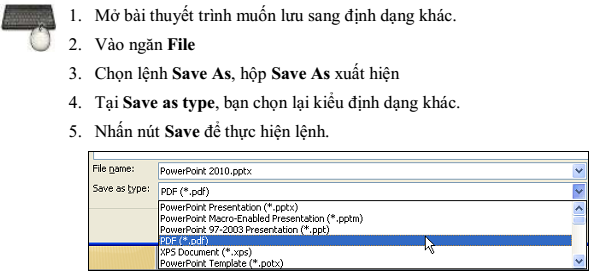 1. Mở bài thuyết trình muốn lưu sang định dạng khác.
2. Vào ngăn File
3. Chọn lệnh Save As, hộp Save As xuất hiện
4. Tại Save as type, bạn chọn lại kiểu định dạng khác.
5. Nhấn nút Save để thực hiện lệnh.
File name: PowerPoint 2010.pptx
Save as type: PDF (*.pdf)
PowerPoint Presentation (*.pptx)
PowerPoint Macro-Enabled Presentation (*.pptm)
PowerPoint 97-2003 Presentation (*.ppt)
PDF (*.pdf)
XPS Document (*.xps)
PowerPoint Template (*.potx)